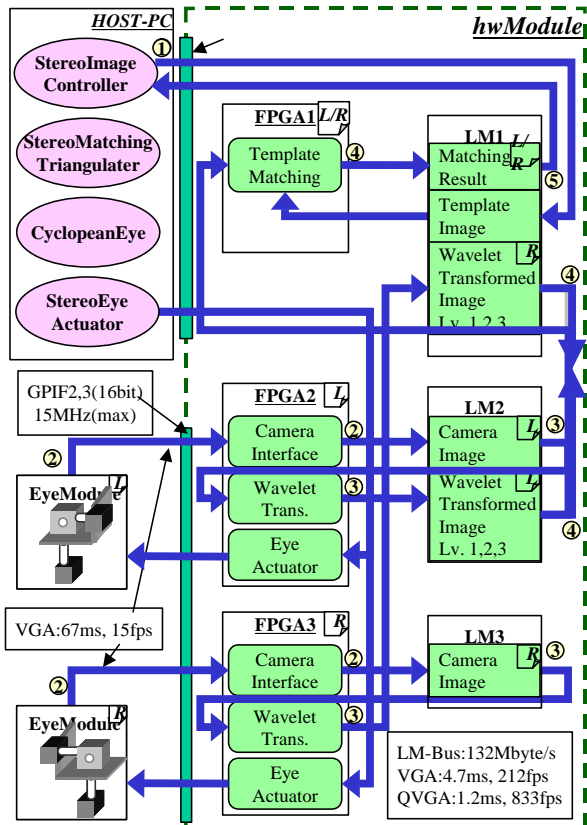 HOST-PC
hwModule
①
StereoImage
Controller
StereoMatching
Triangulater
CyclopeanEye
StereoEye
Actuator
FPGA1
L/R
Template
Matching
④
LM1
L/
R
Matching
Result
⑤
Template
Image
R
Wavelet
Transformed
Image
Lv. 1,2,3
④
GPIF2,3(16bit)
15MHz(max)
FPGA2
L
Camera
Interface
②
Wavelet
Trans.
③
Eye
Actuator
LM2
L
Camera
Image
③
L
Wavelet
Transformed
Image
Lv. 1,2,3
④
②
EyeModule
L
VGA:67ms, 15fps
FPGA3
R
Camera
Interface
②
Wavelet
Trans.
③
Eye
Actuator
LM3
R
Camera
Image
③
②
EyeModule
R
LM-Bus:132Mbyte/s
VGA:4.7ms, 212fps
QVGA:1.2ms, 833fps